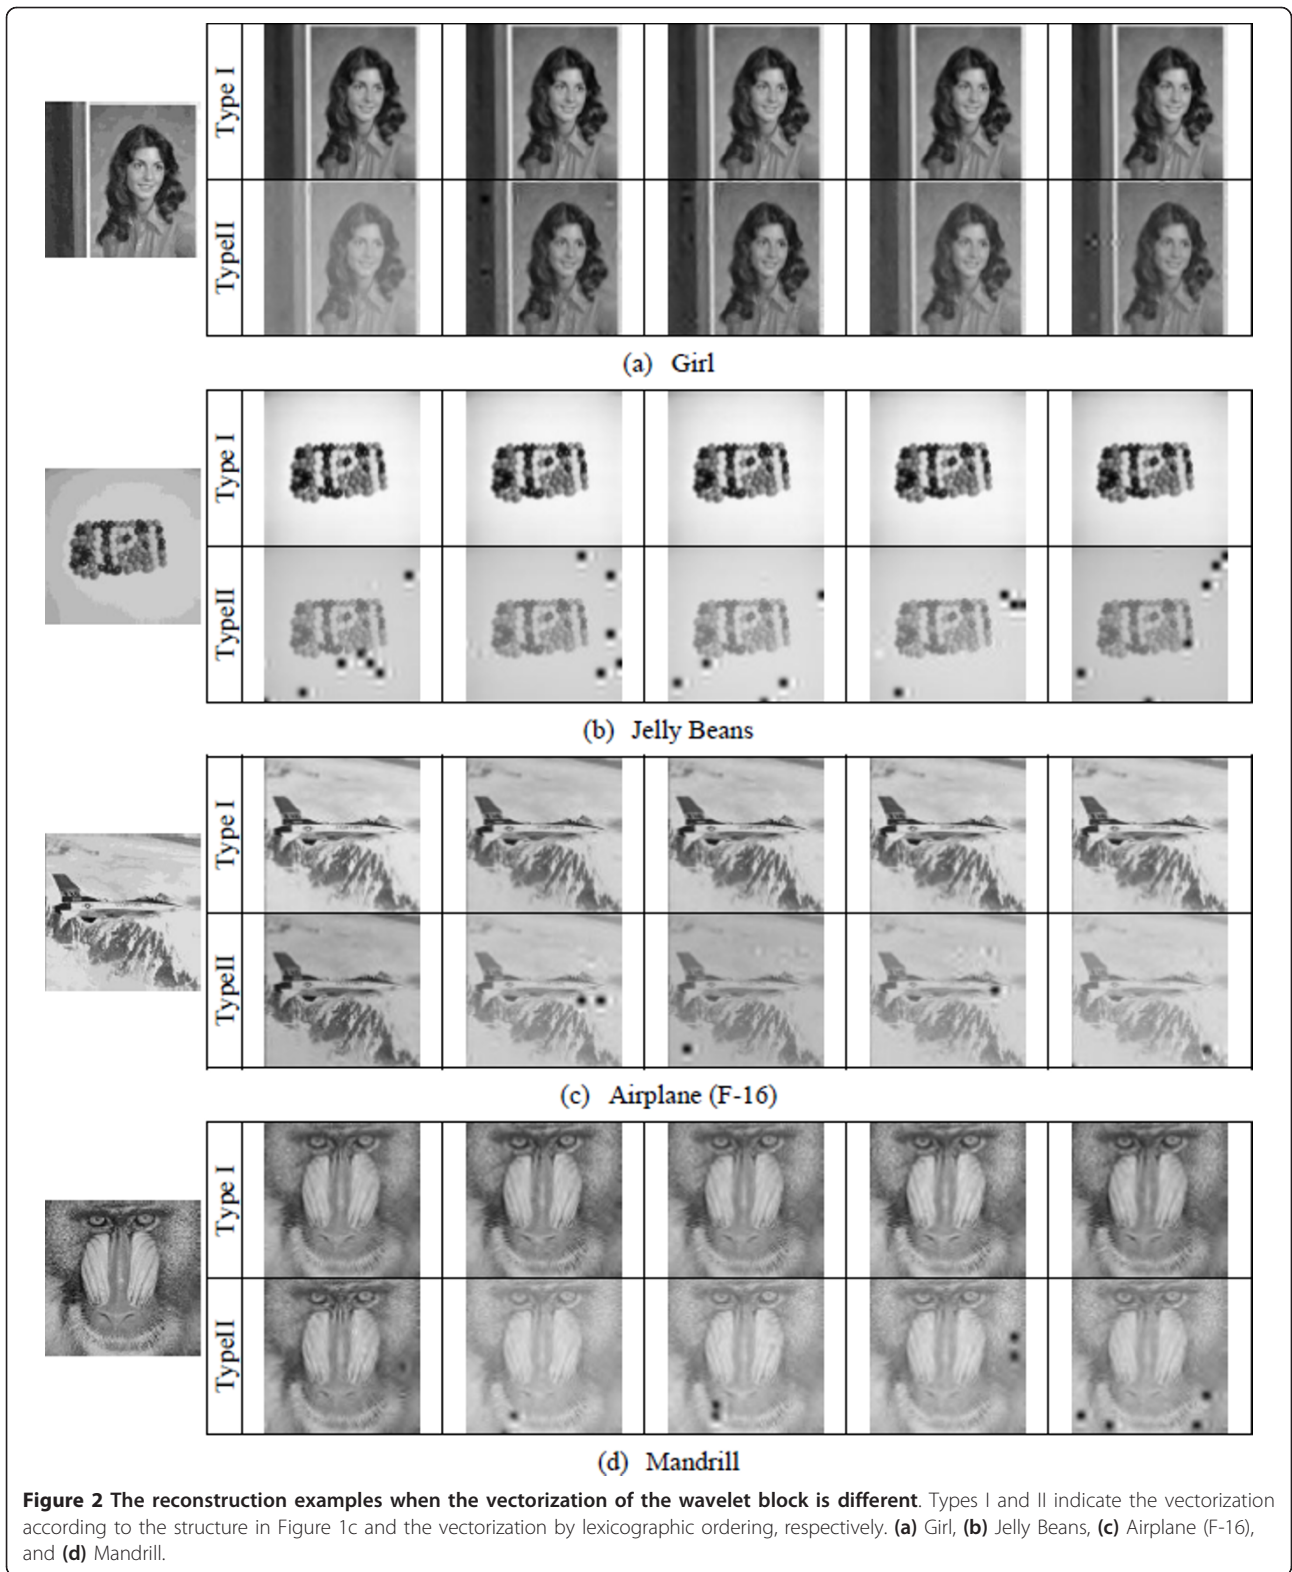 Type I
TypeII
(a) Girl
Type I
TypeII
(b) Jelly Beans
Type I
TypeII
(c) Airplane (F-16)
Type I
TypeII
(d) Mandrill
Figure 2 The reconstruction examples when the vectorization of the wavelet block is different. Types I and II indicate the vectorization
according to the structure in Figure 1c and the vectorization by lexicographic ordering, respectively. (a) Girl, (b) Jelly Beans, (c) Airplane (F-16),
and (d) Mandrill.